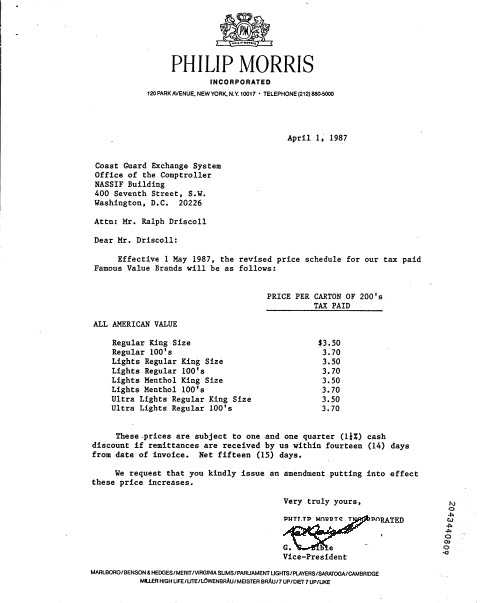 PM
PHILIP MORRIS
INCORPORATED
120 PARK AVENUE, NEW YORK, N.Y. 10017 • TELEPHONE (212) 880-5000
April 1, 1987
Coast Guard Exchange System
Office of the Comptroller
NASSIF Building
400 Seventh Street, S.W.
Washington, D.C. 20226
Attn: Mr. Ralph Driscoll
Dear Mr. Driscoll:
Effective 1 May 1987, the revised price schedule for our tax paid
Famous Value Brands will be as follows:
PRICE PER CARTON OF 200's
TAX PAID
ALL AMERICAN VALUE
Regular King Size $3.50
Regular 100's 3.70
Lights Regular King Size 3.50
Lights Regular 100's 3.70
Lights Menthol King Size 3.50
Lights Menthol 100's 3.70
Ultra Lights Regular King Size 3.50
Ultra Lights Regular 100's 3.70
These prices are subject to one and one quarter (1¼%) cash
discount if remittances are received by us within fourteen (14) days
from date of invoice. Net fifteen (15) days.
We request that you kindly issue an amendment putting into effect
these price increases.
Very truly yours,
PHILIP MORRIS INCORPORATED
G. Bible
Vice-President
2043440809
MARLBORO/BENSON & HEDGES/MERIT/VIRGINIA SLIMS/PARLIAMENT LIGHTS/PLAYERS/SARATOGA/CAMBRIDGE
MILLER HIGH LIFE/LITE/LÖWENBRÄU/MEISTER BRÄU/7 UP/DIET 7 UP/LIKE